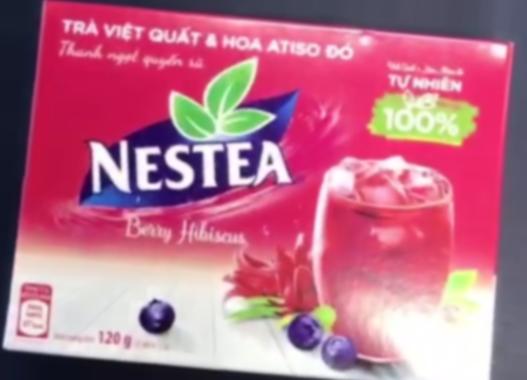 TRÀ VIỆT QUẤT & HOA ATISO ĐỎ
Thanh ngọt quyến rũ
TỰ NHIÊN
100%
NESTEA
Berry Hibiscus
120 g